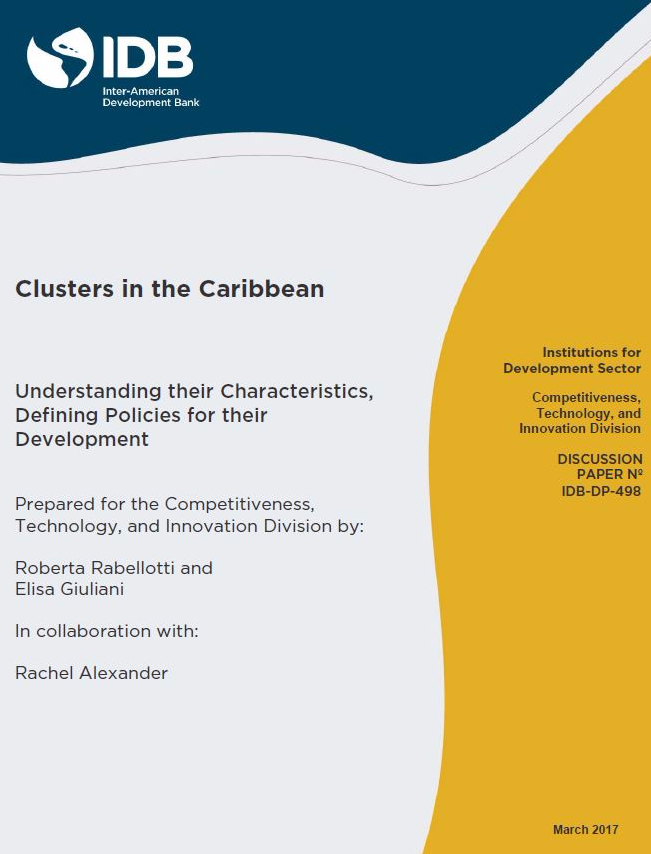 IDB
Inter-American
Development Bank
Clusters in the Caribbean
Understanding their Characteristics,
Defining Policies for their
Development
Prepared for the Competitiveness,
Technology, and Innovation Division by:
Roberta Rabellotti and
Elisa Giuliani
In collaboration with:
Rachel Alexander
Institutions for
Development Sector
Competitiveness,
Technology, and
Innovation Division
DISCUSSION
PAPER Nº
IDB-DP-498
March 2017